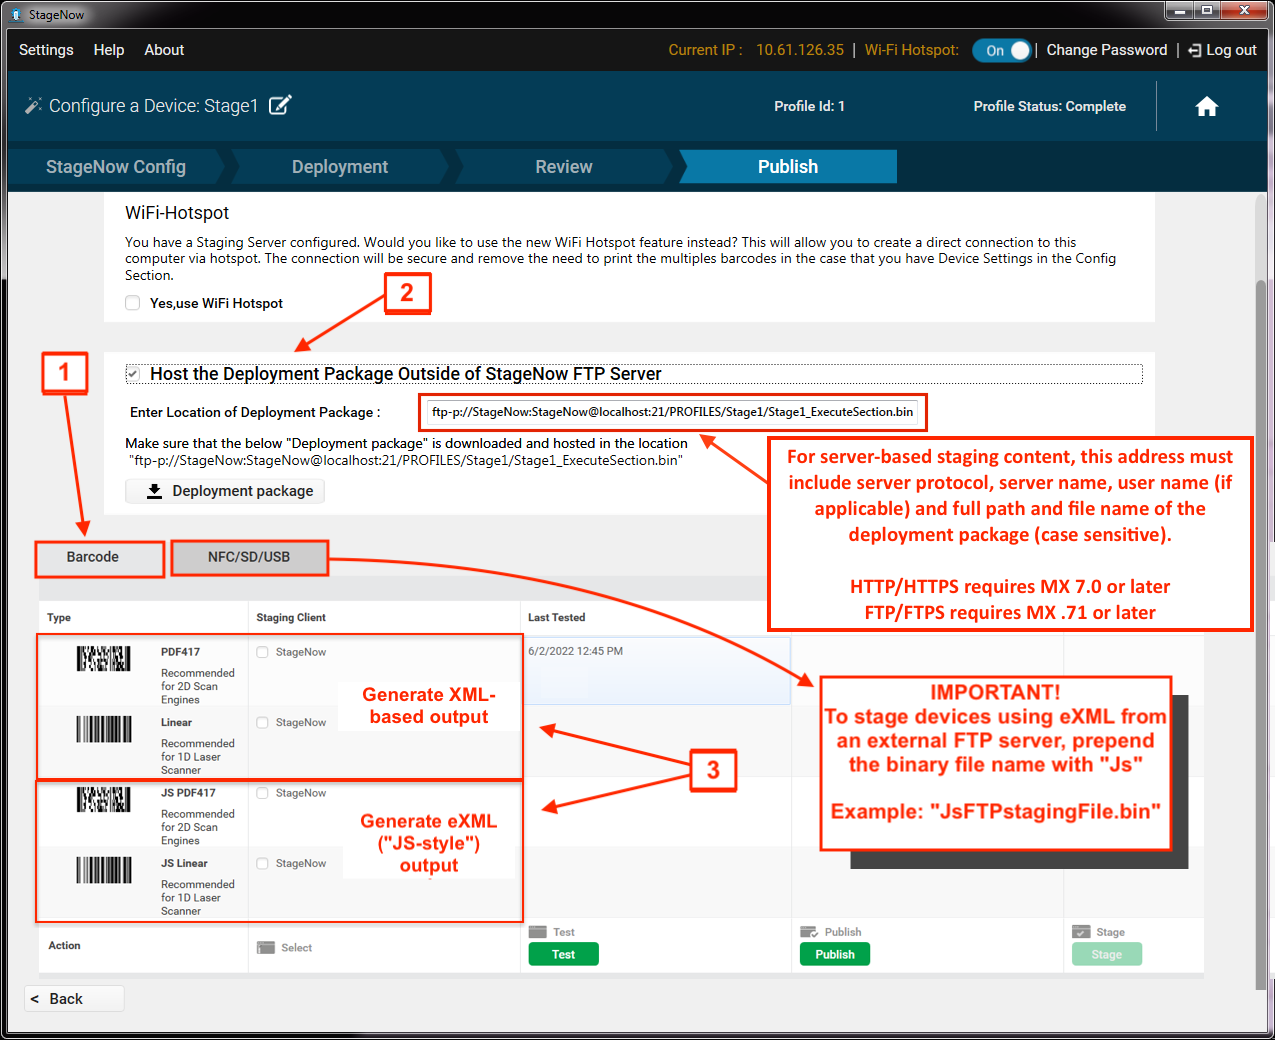 StageNow
Settings Help About Current IP : 10.61.126.35 | Wi-Fi Hotspot: On | Change Password | Log out
Configure a Device: Stage1 Profile Id: 1 Profile Status: Complete
StageNow Config Deployment Review Publish
WiFi-Hotspot
You have a Staging Server configured. Would you like to use the new WiFi Hotspot feature instead? This will allow you to create a direct connection to this
computer via hotspot. The connection will be secure and remove the need to print the multiples barcodes in the case that you have Device Settings in the Config
Section.
Yes,use WiFi Hotspot
2
1
Host the Deployment Package Outside of StageNow FTP Server
Enter Location of Deployment Package : ftp-p://StageNow:StageNow@localhost:21/PROFILES/Stage1/Stage1_ExecuteSection.bin
Make sure that the below "Deployment package" is downloaded and hosted in the location
"ftp-p://StageNow:StageNow@localhost:21/PROFILES/Stage1/Stage1_ExecuteSection.bin"
Deployment package
For server-based staging content, this address must
include server protocol, server name, user name (if
applicable) and full path and file name of the
deployment package (case sensitive).
HTTP/HTTPS requires MX 7.0 or later
FTP/FTPS requires MX .71 or later
Barcode NFC/SD/USB
Type Staging Client Last Tested
PDF417 StageNow 6/2/2022 12:45 PM
Recommended
for 2D Scan
Engines
Generate XML-
based output
Linear StageNow
Recommended
for 1D Laser
Scanner
IMPORTANT!
To stage devices using eXML from
an external FTP server, prepend
the binary file name with "Js"
Example: "JsFTPstagingFile.bin"
3
JS PDF417 StageNow
Recommended
for 2D Scan
Engines
Generate eXML
("JS-style")
output
JS Linear StageNow
Recommended
for 1D Laser
Scanner
Action Select Test Publish Stage
Test Publish Stage
< Back